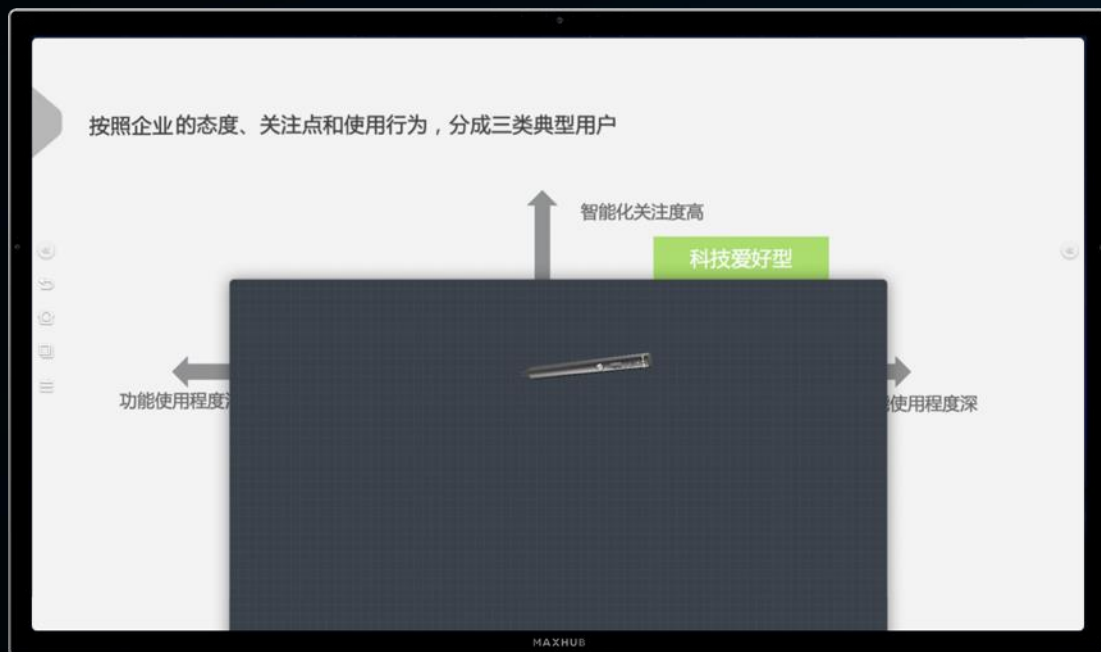 按照企业的态度、关注点和使用行为，分成三类典型用户
智能化关注度高
科技爱好型
功能使用程度
使用程度深
MAXHUB